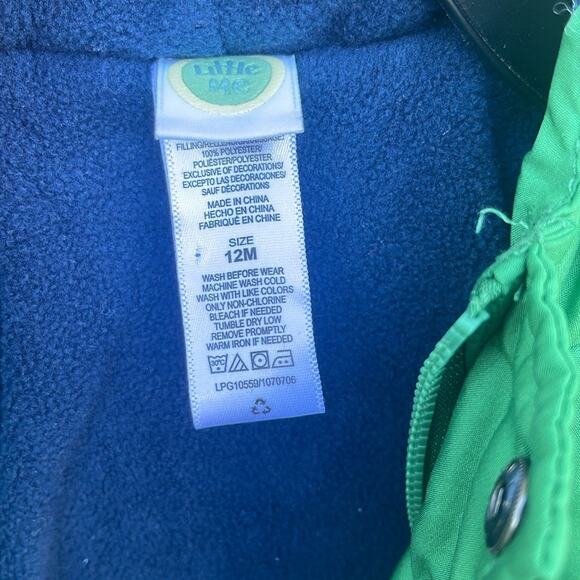 Little
Me
100% POLYESTER/
POLIÉSTER/POLYESTER
EXCLUSIVE OF DECORATIONS/
EXCEPTO LAS DECORACIONES/
SAUF DÉCORATIONS
MADE IN CHINA
HECHO EN CHINA
FABRIQUÉ EN CHINE
SIZE
12M
WASH BEFORE WEAR
MACHINE WASH COLD
WASH WITH LIKE COLORS
ONLY NON-CHLORINE
BLEACH IF NEEDED
TUMBLE DRY LOW
REMOVE PROMPTLY
WARM IRON IF NEEDED
30°C
LPG10559/1070706